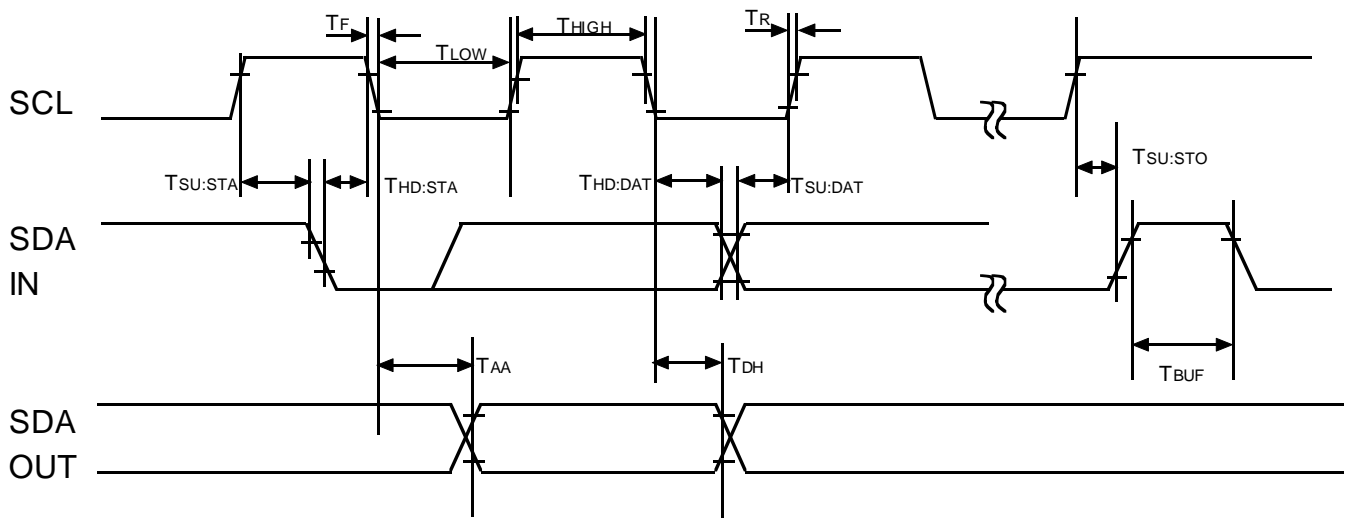 TF
THIGH
TR
TLOW
SCL
TSU:STA
THD:STA
THD:DAT
TSU:DAT
TSU:STO
SDA
IN
TAA
TDH
TBUF
SDA
OUT